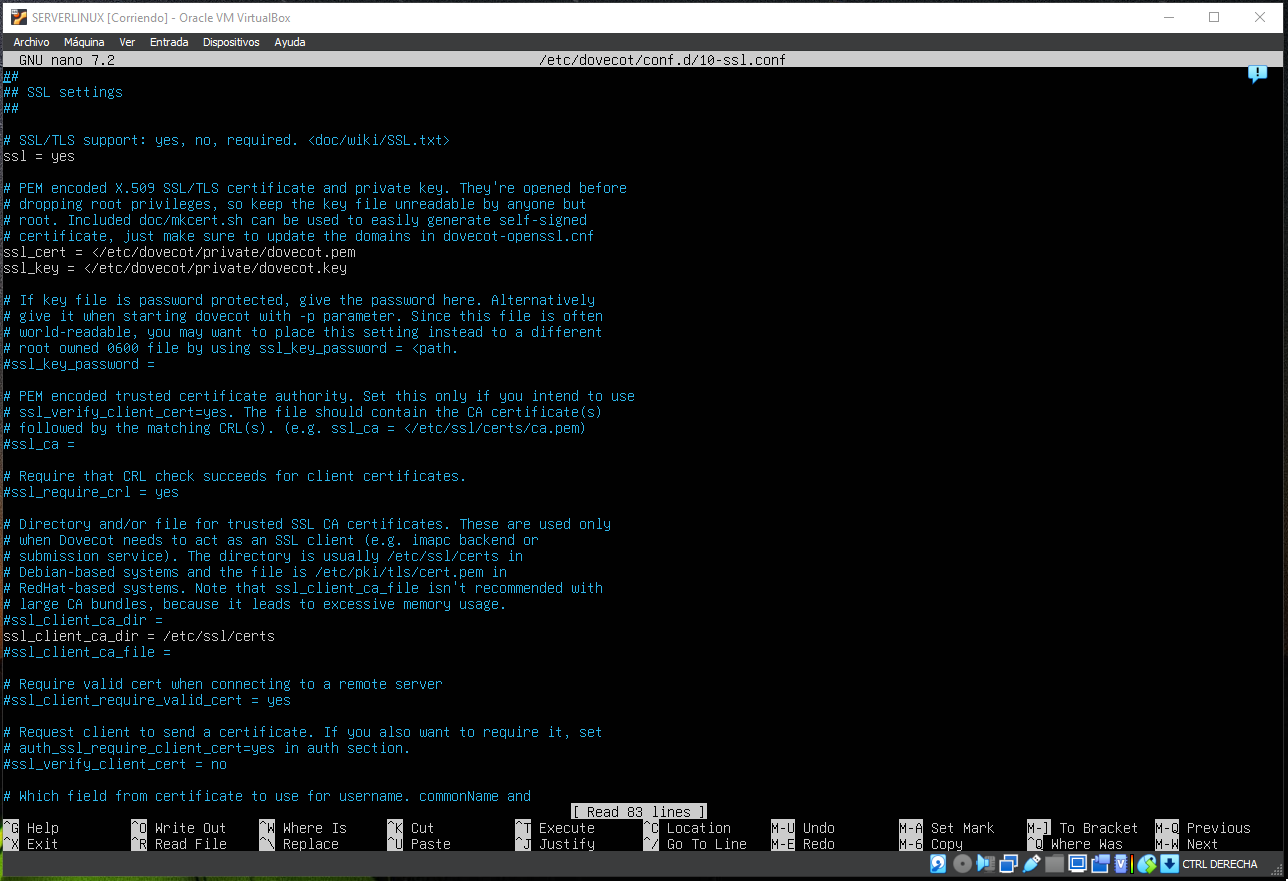 SERVERLINUX [Corriendo] - Oracle VM VirtualBox
Archivo Máquina Ver Entrada Dispositivos Ayuda
GNU nano 7.2 /etc/dovecot/conf.d/10-ssl.conf
##
## SSL settings
##
# SSL/TLS support: yes, no, required. <doc/wiki/SSL.txt>
ssl = yes
# PEM encoded X.509 SSL/TLS certificate and private key. They're opened before
# dropping root privileges, so keep the key file unreadable by anyone but
# root. Included doc/mkcert.sh can be used to easily generate self-signed
# certificate, just make sure to update the domains in dovecot-openssl.cnf
ssl_cert = </etc/dovecot/private/dovecot.pem
ssl_key = </etc/dovecot/private/dovecot.key
# If key file is password protected, give the password here. Alternatively
# give it when starting dovecot with -p parameter. Since this file is often
# world-readable, you may want to place this setting instead to a different
# root owned 0600 file by using ssl_key_password = <path.
#ssl_key_password =
# PEM encoded trusted certificate authority. Set this only if you intend to use
# ssl_verify_client_cert=yes. The file should contain the CA certificate(s)
# followed by the matching CRL(s). (e.g. ssl_ca = </etc/ssl/certs/ca.pem)
#ssl_ca =
# Require that CRL check succeeds for client certificates.
#ssl_require_crl = yes
# Directory and/or file for trusted SSL CA certificates. These are used only
# when Dovecot needs to act as an SSL client (e.g. imapc backend or
# submission service). The directory is usually /etc/ssl/certs in
# Debian-based systems and the file is /etc/pki/tls/cert.pem in
# RedHat-based systems. Note that ssl_client_ca_file isn't recommended with
# large CA bundles, because it leads to excessive memory usage.
#ssl_client_ca_dir =
ssl_client_ca_dir = /etc/ssl/certs
#ssl_client_ca_file =
# Require valid cert when connecting to a remote server
#ssl_client_require_valid_cert = yes
# Request client to send a certificate. If you also want to require it, set
# auth_ssl_require_client_cert=yes in auth section.
#ssl_verify_client_cert = no
# Which field from certificate to use for username. commonName and
[ Read 83 lines ]
^G Help ^O Write Out ^W Where Is ^K Cut ^T Execute ^C Location M-U Undo M-A Set Mark M-] To Bracket M-Q Previous
^X Exit ^R Read File ^\ Replace ^U Paste ^J Justify ^/ Go To Line M-E Redo M-6 Copy ^Q Where Was M-W Next
CTRL DERECHA